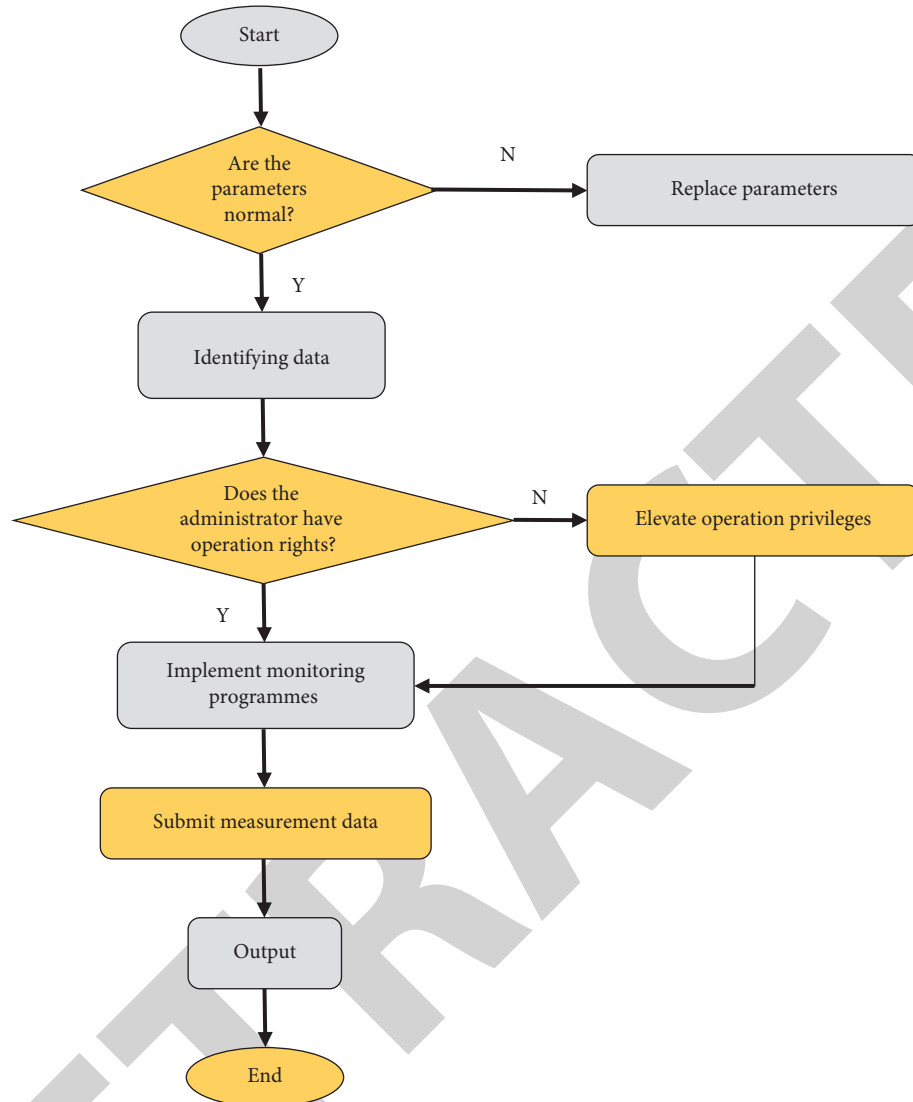 Start
Are the
parameters
normal?
N
Replace parameters
Y
Identifying data
Does the
administrator have
operation rights?
N
Elevate operation privileges
Y
Implement monitoring
programmes
Submit measurement data
Output
End
TRACTE